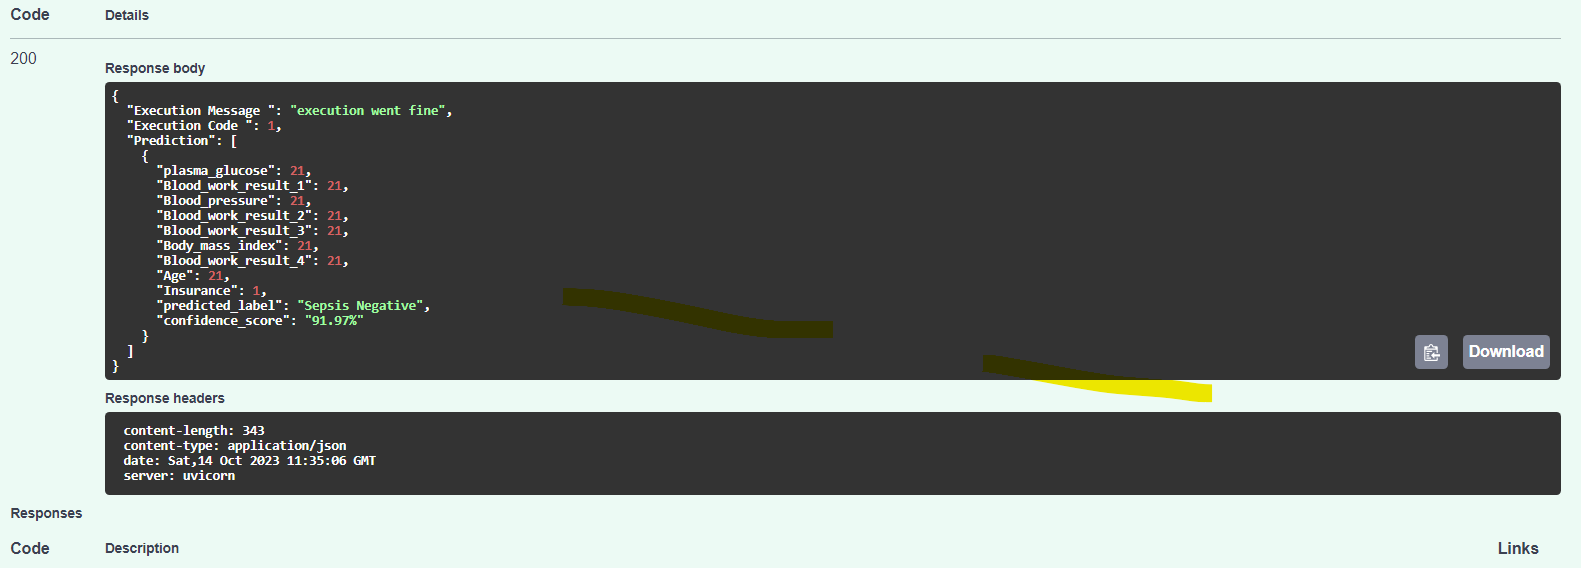 Code Details
200
Response body
{
"Execution Message ": "execution went fine",
"Execution Code ": 1,
"Prediction": [
{
"plasma_glucose": 21,
"Blood_work_result_1": 21,
"Blood_pressure": 21,
"Blood_work_result_2": 21,
"Blood_work_result_3": 21,
"Body_mass_index": 21,
"Blood_work_result_4": 21,
"Age": 21,
"Insurance": 1,
"predicted_label": "Sepsis Negative",
"confidence_score": "91.97%"
}
]
}
Download
Response headers
content-length: 343
content-type: application/json
date: Sat,14 Oct 2023 11:35:06 GMT
server: uvicorn
Responses
Code Description Links